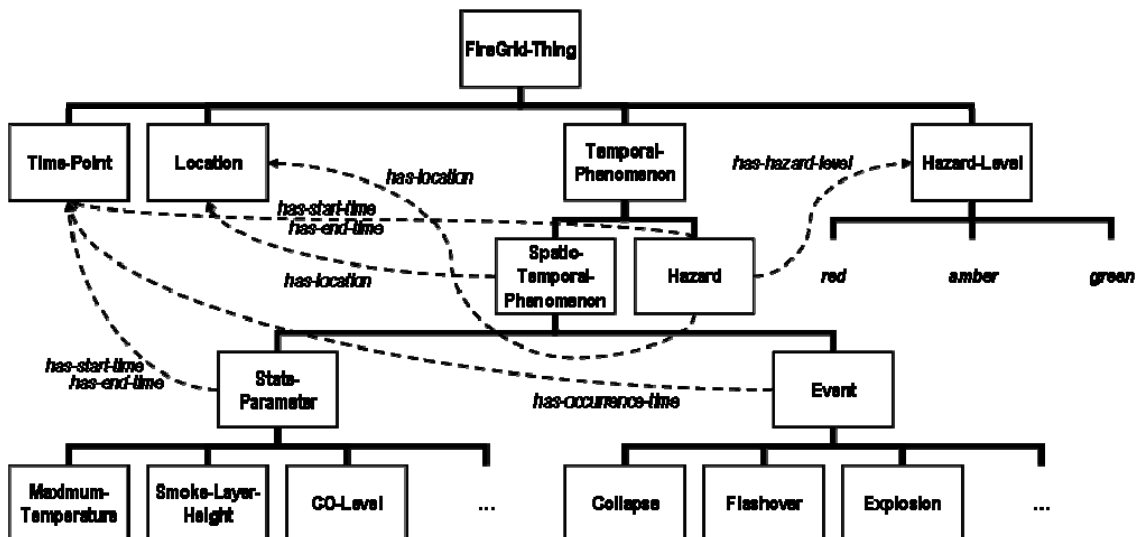 FireGrid-Thing
Time-Point
Location
Temporal-
Phenomenon
Hazard-Level
has-location
has-hazard-level
has-start-time
has-end-time
Spatio-
Temporal-
Phenomenon
Hazard
has-location
red
amber
green
has-start-time
has-end-time
State-
Parameter
has-occurrence-time
Event
Maximum-
Temperature
Smoke-Layer-
Height
CO-Level
...
Collapse
Flashover
Explosion
...